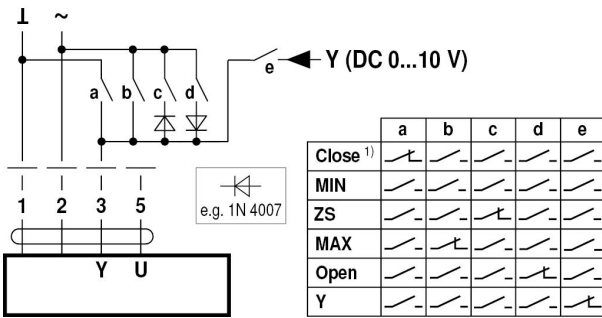 ⊥ ~
e Y (DC 0...10 V)
a b c d
1 2 3 5
e.g. 1N 4007
Y U
a b c d e
Close 1)
MIN
ZS
MAX
Open
Y